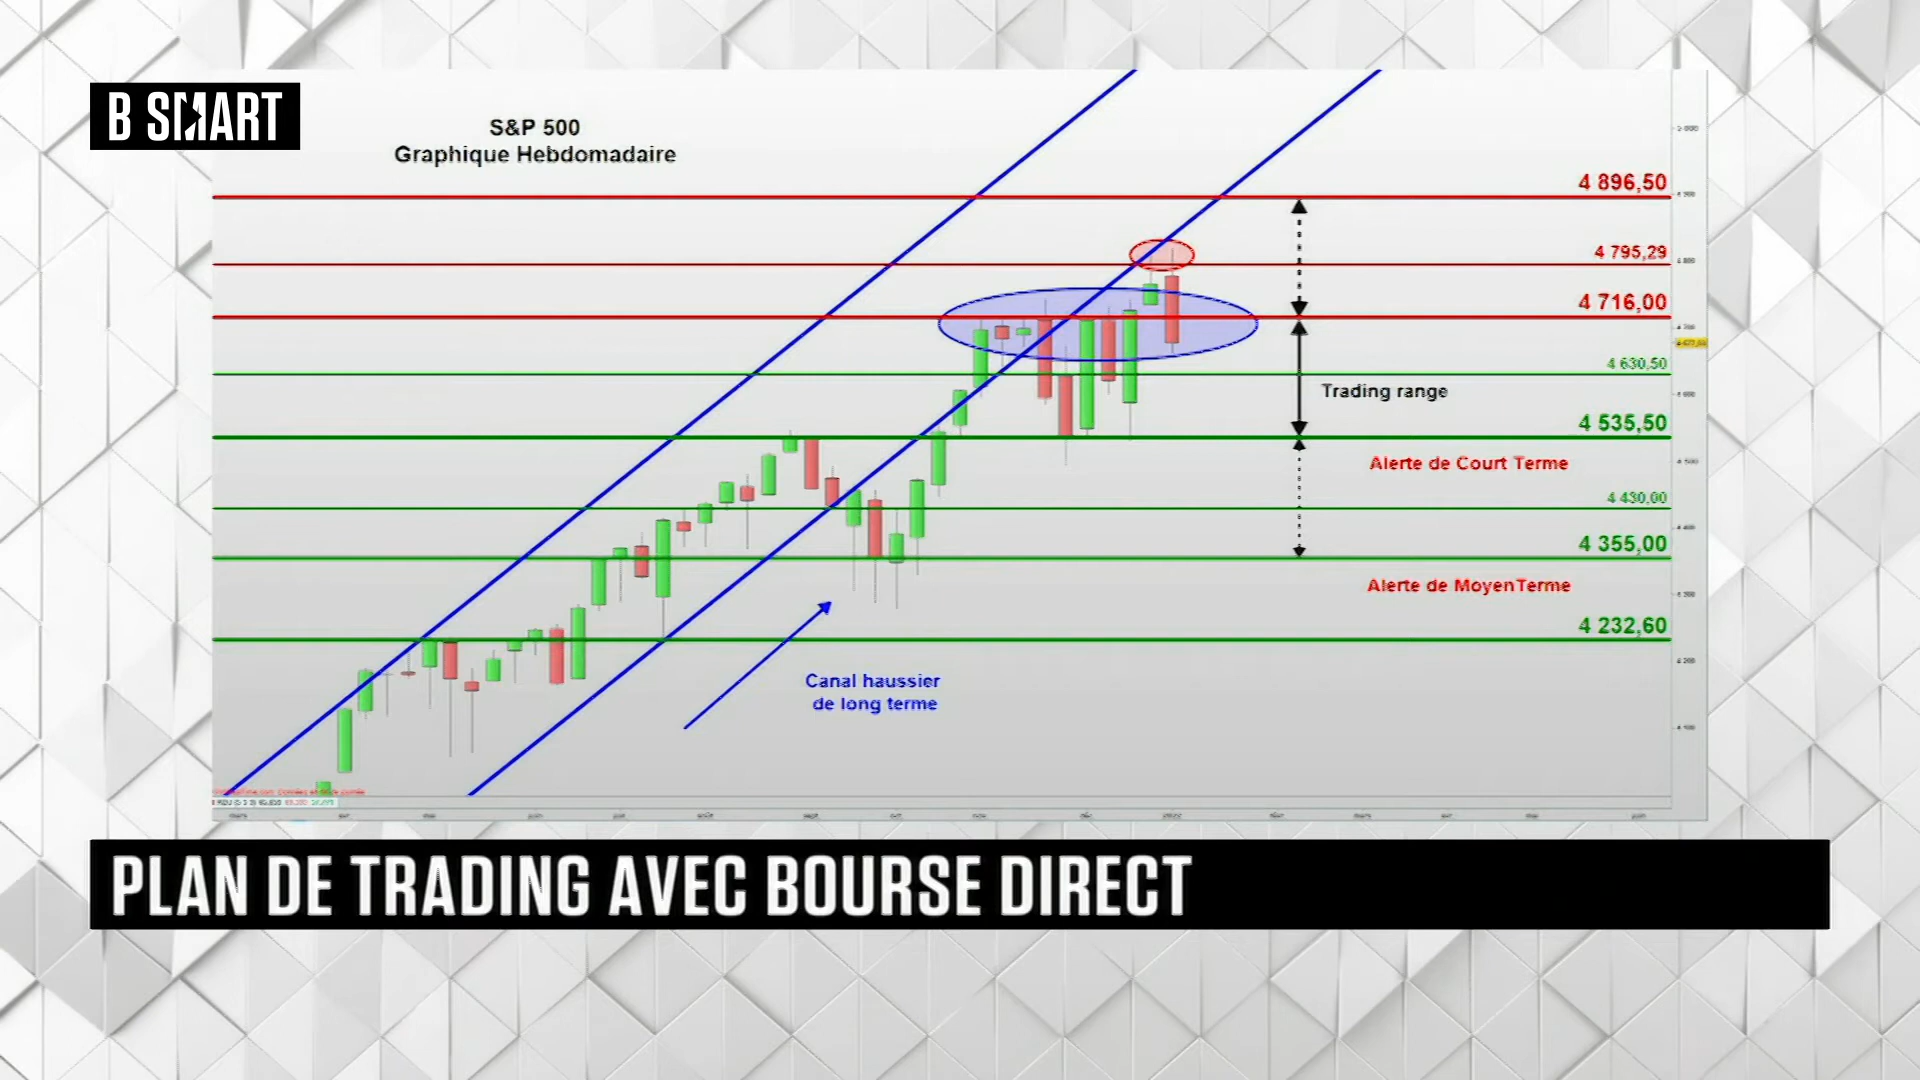 B SMART
S&P 500
Graphique Hebdomadaire
4 896,50
4 795,29
4 716,00
4 630,50
Trading range
4 535,50
Alerte de Court Terme
4 430,00
4 355,00
Alerte de MoyenTerme
4 232,60
Canal haussier
de long terme
PLAN DE TRADING AVEC BOURSE DIRECT